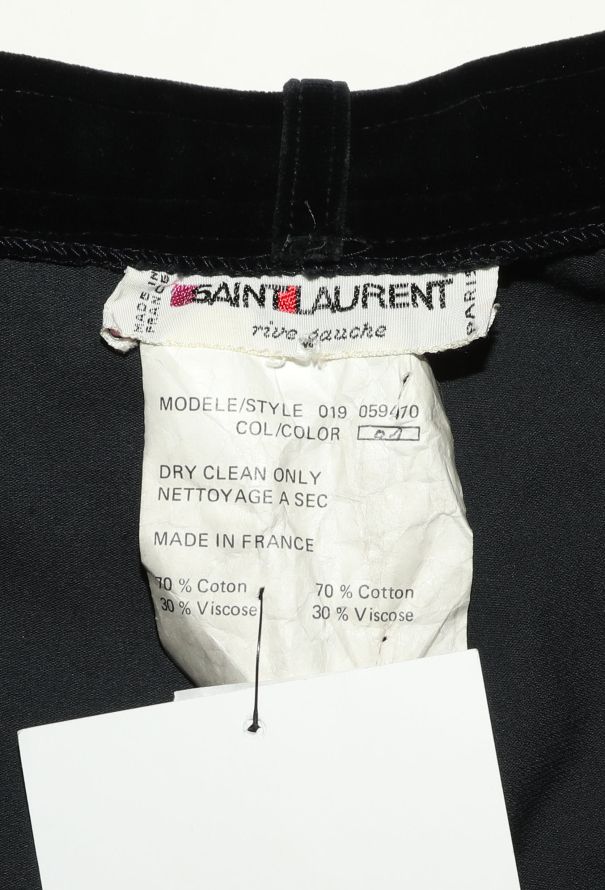 MADE IN
FRANCE
SAINT LAURENT
PARIS
rive gauche
MODELE/STYLE 019 059470
COL/COLOR
DRY CLEAN ONLY
NETTOYAGE A SEC
MADE IN FRANCE
70 % Coton 70 % Cotton
30 % Viscose 30 % Viscose